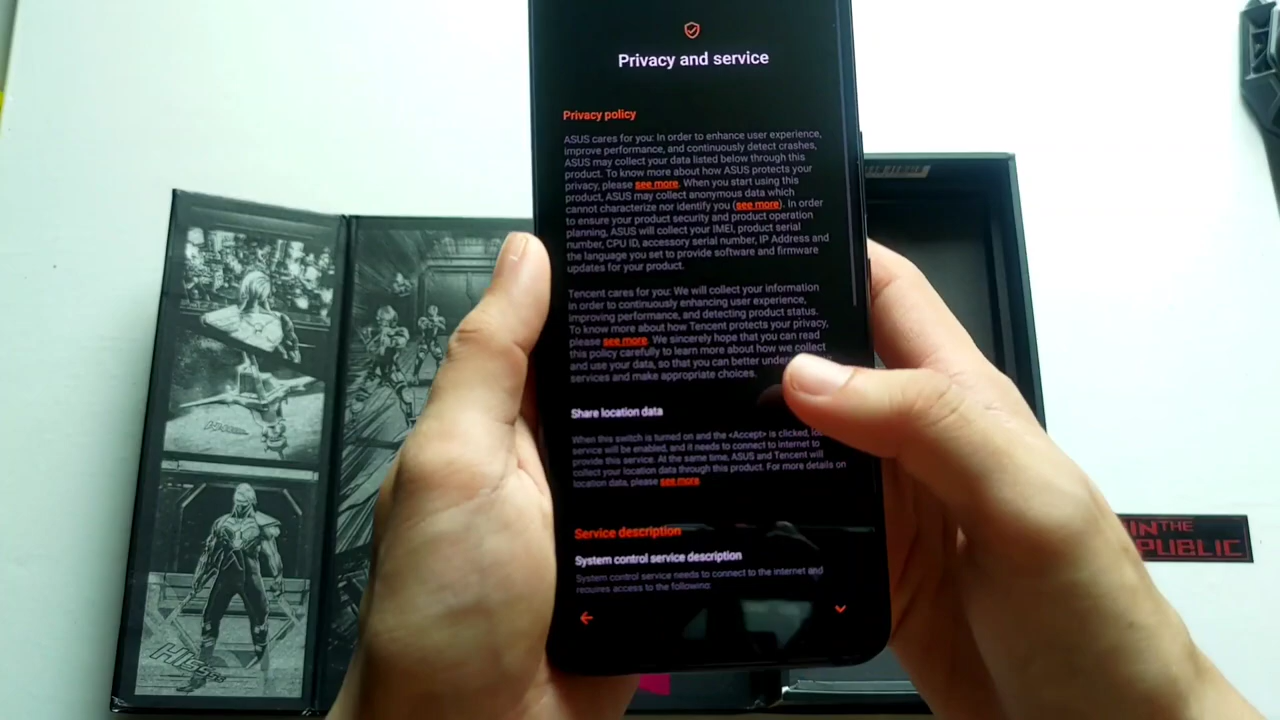 Privacy and service
Privacy policy
ASUS cares for you: In order to enhance user experience,
improve performance, and continuously detect crashes,
ASUS may collect your data listed below through this
product. To know more about how ASUS protects your
privacy, please see more. When you start using this
product, ASUS may collect anonymous data which
cannot characterize nor identify you (see more). In order
to ensure your product security and product operation
planning, ASUS will collect your IMEI, product serial
number, CPU ID, accessory serial number, IP Address and
the language you set to provide software and firmware
updates for your product.
Tencent cares for you: We will collect your information
in order to continuously enhancing user experience,
improving performance, and detecting product status.
To know more about how Tencent protects your privacy,
please see more. We sincerely hope that you can read
this policy carefully to learn more about how we collect
and use your data, so that you can better
services and make appropriate choices.
Share location data
When this switch is turned on and the <Accept> is clicked,
service will be enabled, and it needs to connect to Internet to
provide this service. At the same time, ASUS and Tencent will
collect your location data through this product. For more details on
location data, please see more
Service description
System control service description
System control service needs to connect to the internet and
requires access to the following:
IN THE
PUBLIC